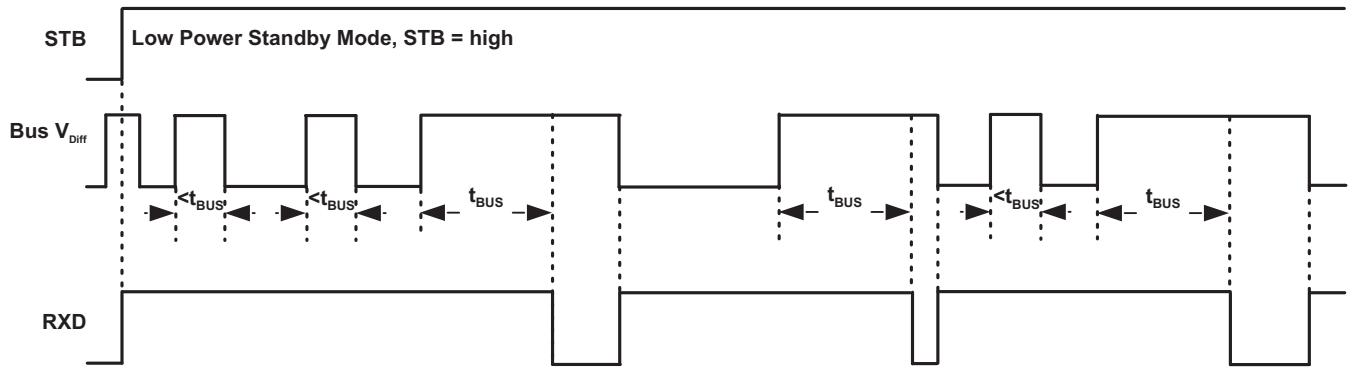 STB
Low Power Standby Mode, STB = high
Bus VDiff
<tBUS
<tBUS
tBUS
tBUS
<tBUS
tBUS
RXD